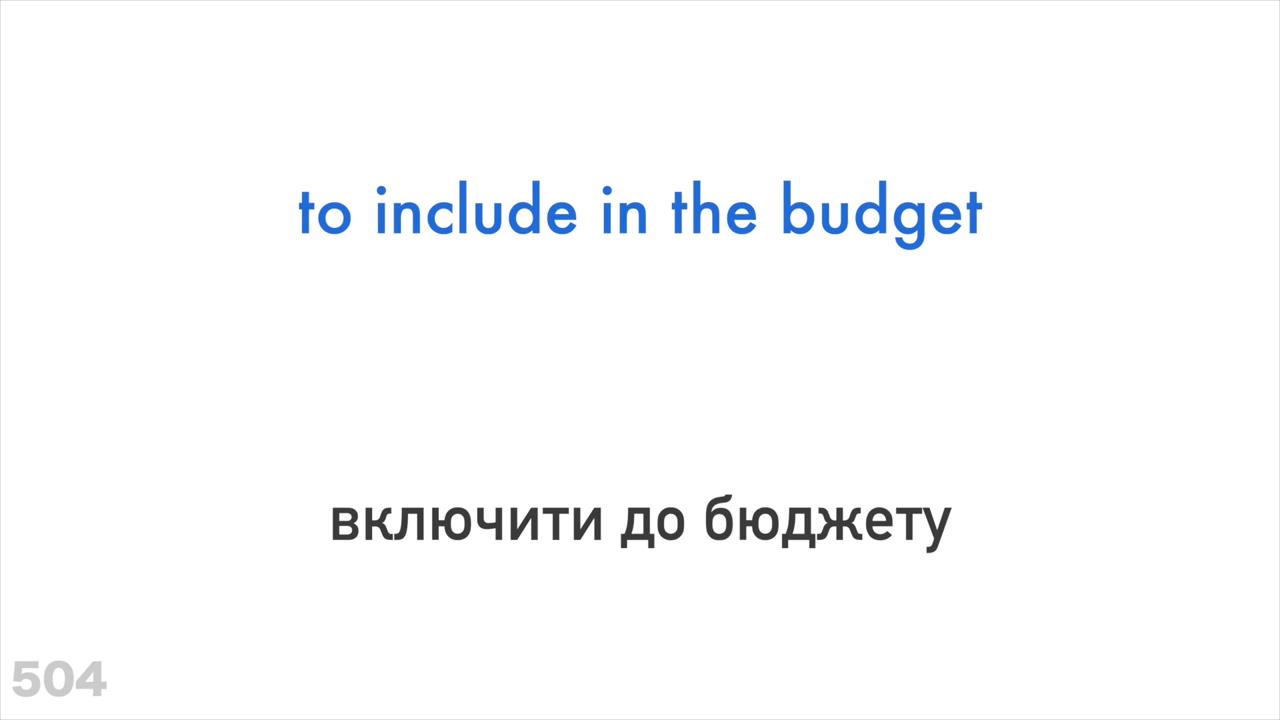 to include in the budget
включити до бюджету
504